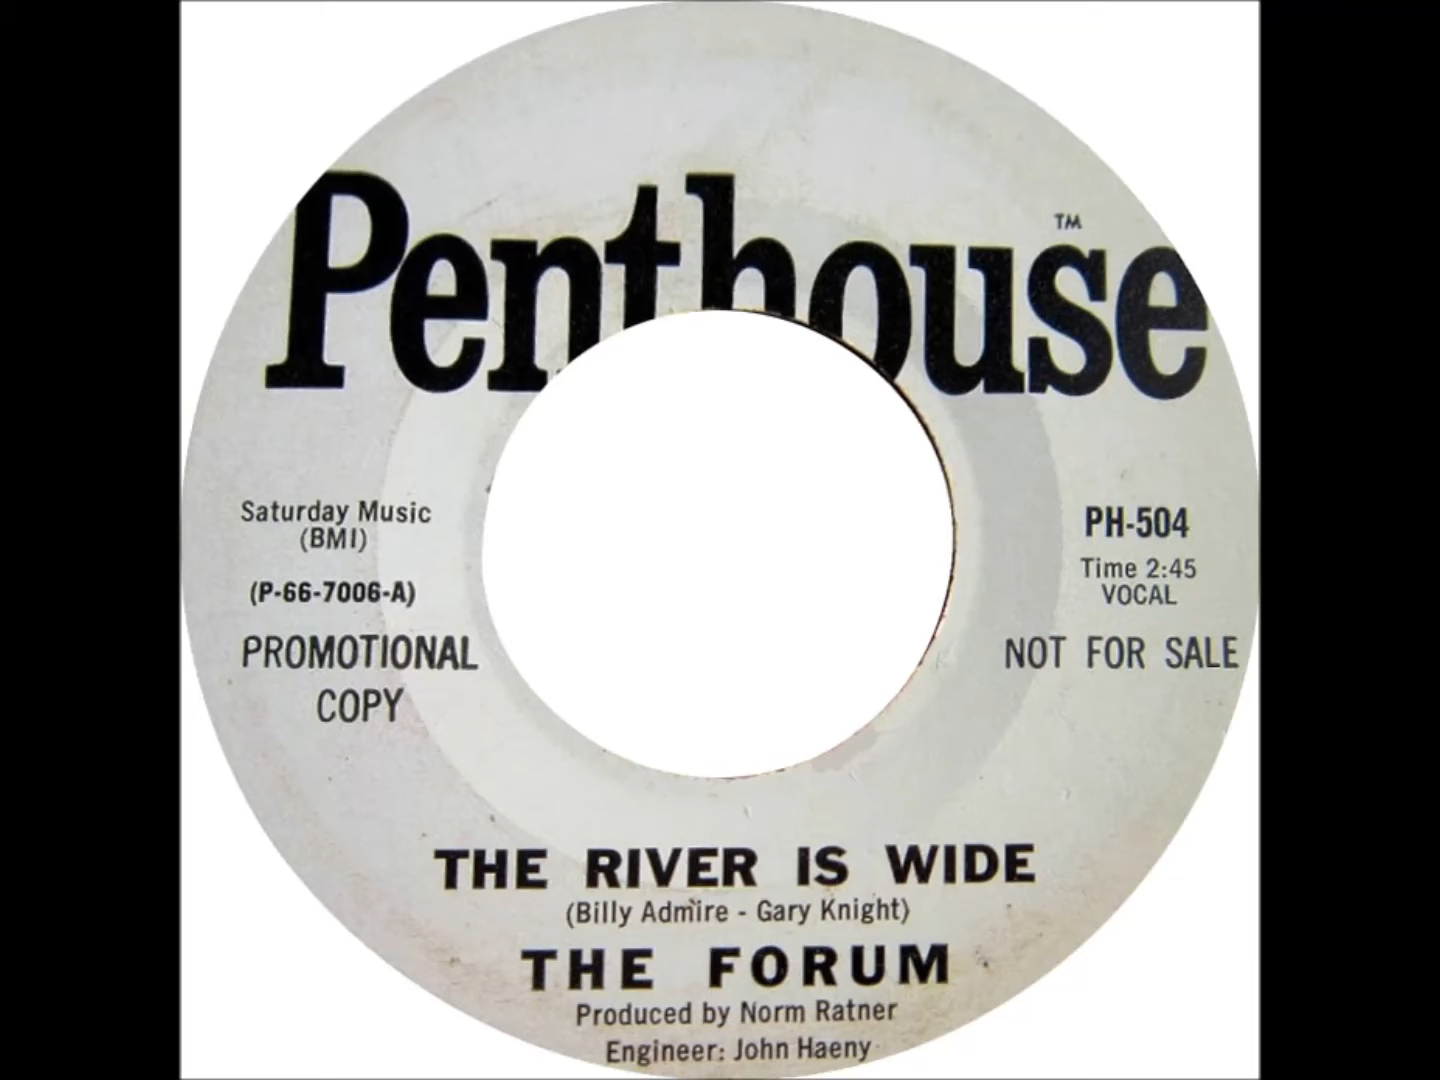 Penthouse
TM
Saturday Music
(BMI)
(P-66-7006-A)
PROMOTIONAL
COPY
PH-504
Time 2:45
VOCAL
NOT FOR SALE
THE RIVER IS WIDE
(Billy Admire - Gary Knight)
THE FORUM
Produced by Norm Ratner
Engineer: John Haeny